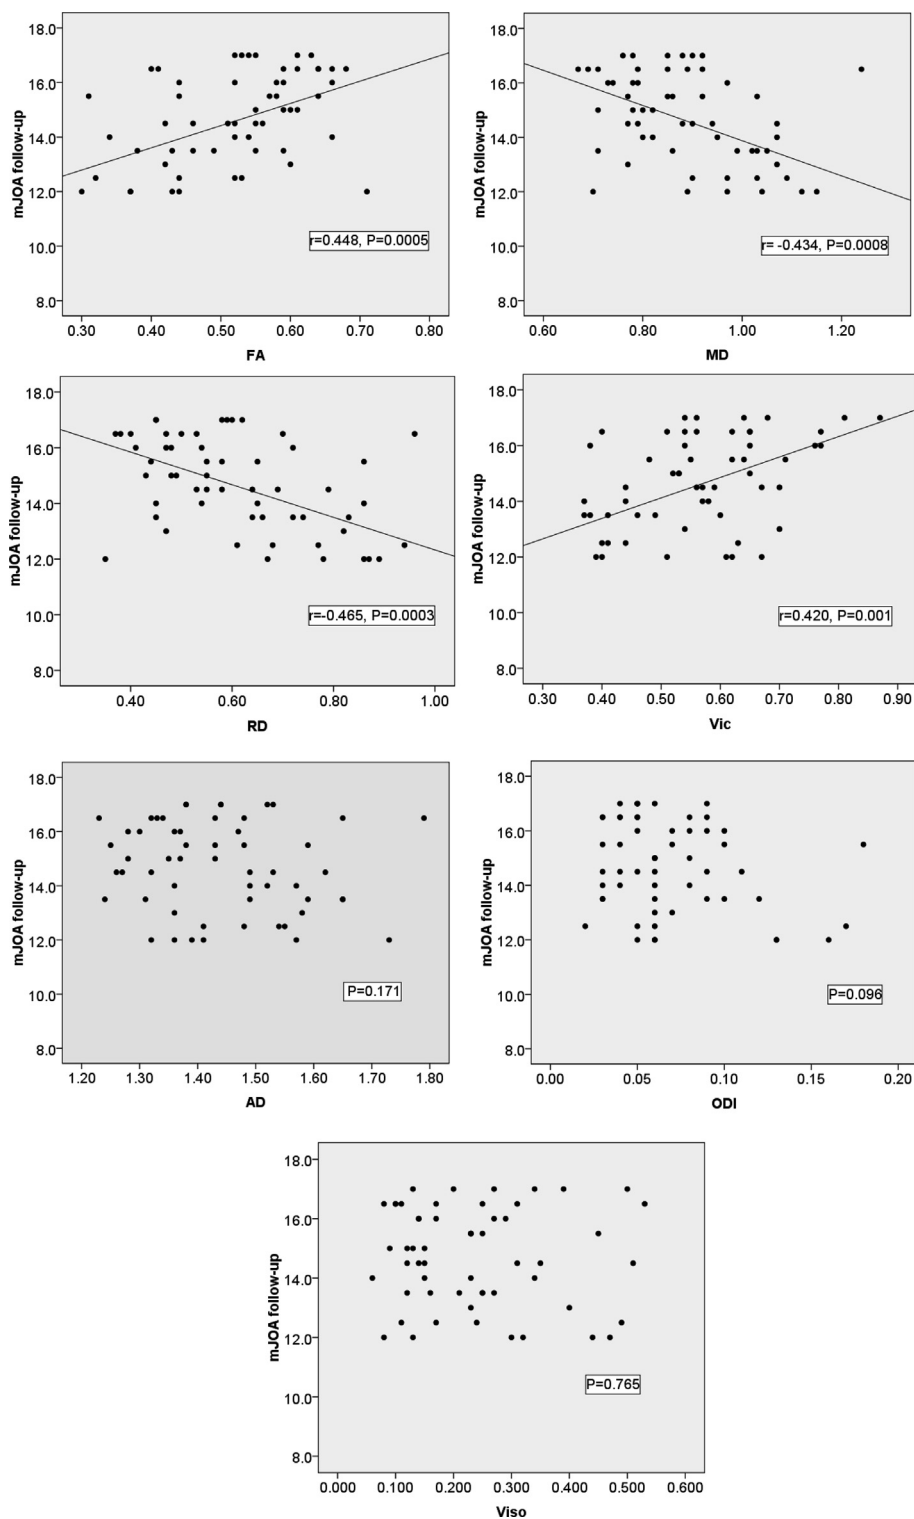 18.0
16.0
14.0
12.0
10.0
8.0
mJOA follow-up
r=0.448, P=0.0005
0.30 0.40 0.50 0.60 0.70 0.80
FA
18.0
16.0
14.0
12.0
10.0
8.0
mJOA follow-up
r= -0.434, P=0.0008
0.60 0.80 1.00 1.20
MD
18.0
16.0
14.0
12.0
10.0
8.0
mJOA follow-up
r=-0.465, P=0.0003
0.40 0.60 0.80 1.00
RD
18.0
16.0
14.0
12.0
10.0
8.0
mJOA follow-up
r=0.420, P=0.001
0.30 0.40 0.50 0.60 0.70 0.80 0.90
Vic
18.0
16.0
14.0
12.0
10.0
8.0
mJOA follow-up
P=0.171
1.20 1.30 1.40 1.50 1.60 1.70 1.80
AD
18.0
16.0
14.0
12.0
10.0
8.0
mJOA follow-up
P=0.096
0.00 0.05 0.10 0.15 0.20
ODI
18.0
16.0
14.0
12.0
10.0
8.0
mJOA follow-up
P=0.765
0.000 0.100 0.200 0.300 0.400 0.500 0.600
Viso